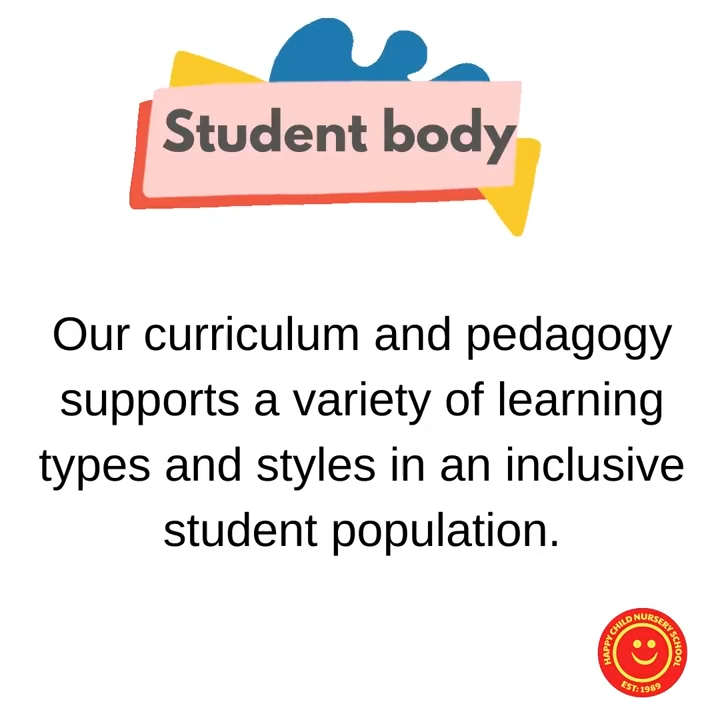 Student body
Our curriculum and pedagogy
supports a variety of learning
types and styles in an inclusive
student population.
HAPPY CHILD NURSERY SCHOOL
EST: 1989